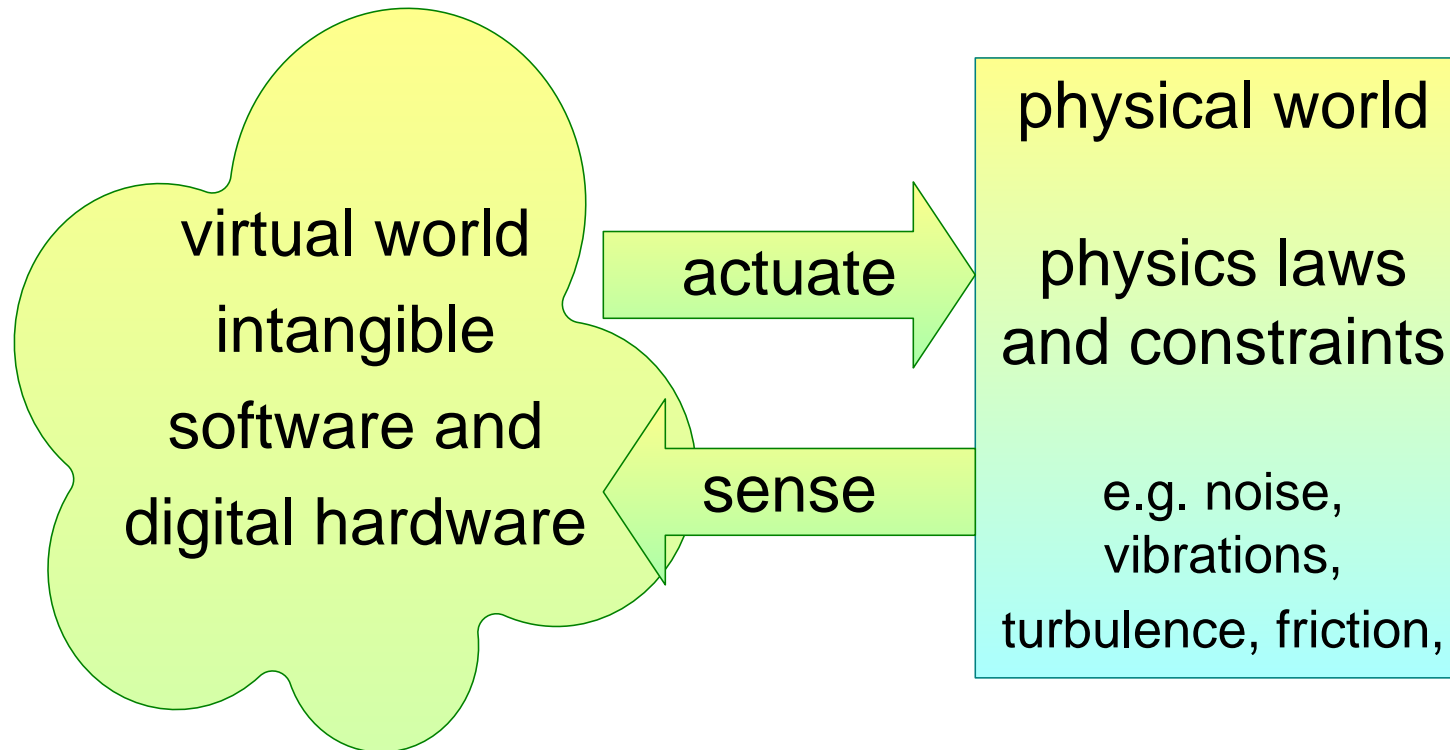 virtual world
intangible
software and
digital hardware
actuate
sense
physical world
physics laws
and constraints
e.g. noise,
vibrations,
turbulence, friction,